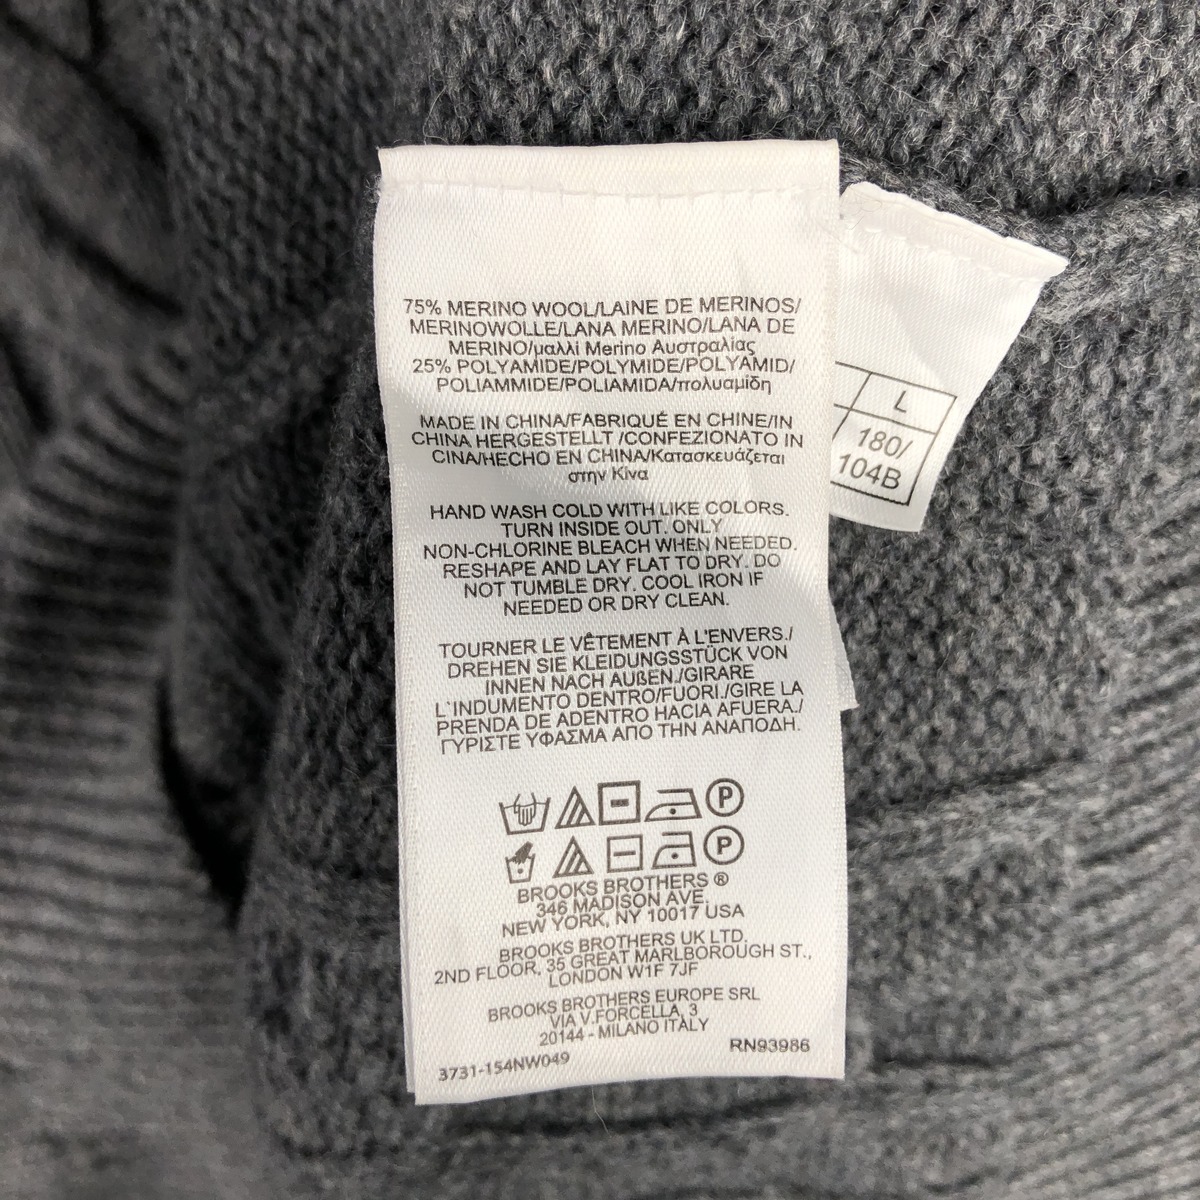 75% MERINO WOOL/LAINE DE MERINOS/
MERINOWOLLE/LANA MERINO/LANA DE
MERINO/μαλλί Merino Αυστραλίας
25% POLYAMIDE/POLYMIDE/POLYAMID/
POLIAMMIDE/POLIAMIDA/πολυαμίδη
MADE IN CHINA/FABRIQUÉ EN CHINE/IN
CHINA HERGESTELLT /CONFEZIONATO IN
CINA/HECHO EN CHINA/Κατασκευάζεται
στην Κίνα
HAND WASH COLD WITH LIKE COLORS.
TURN INSIDE OUT. ONLY
NON-CHLORINE BLEACH WHEN NEEDED.
RESHAPE AND LAY FLAT TO DRY. DO
NOT TUMBLE DRY. COOL IRON IF
NEEDED OR DRY CLEAN.
TOURNER LE VÊTEMENT À L'ENVERS./
DREHEN SIE KLEIDUNGSSTÜCK VON
INNEN NACH AUßEN./GIRARE
L`INDUMENTO DENTRO/FUORI./GIRE LA
PRENDA DE ADENTRO HACIA AFUERA./
ΓΥΡΙΣΤΕ ΥΦΑΣΜΑ ΑΠΟ ΤΗΝ ΑΝΑΠΟΔΗ.
P
P
BROOKS BROTHERS ®
346 MADISON AVE.
NEW YORK, NY 10017 USA
BROOKS BROTHERS UK LTD.
2ND FLOOR, 35 GREAT MARLBOROUGH ST.,
LONDON W1F 7JF
BROOKS BROTHERS EUROPE SRL
VIA V.FORCELLA, 3
20144 - MILANO ITALY
RN93986
3731-154NW049
L
180/
104B